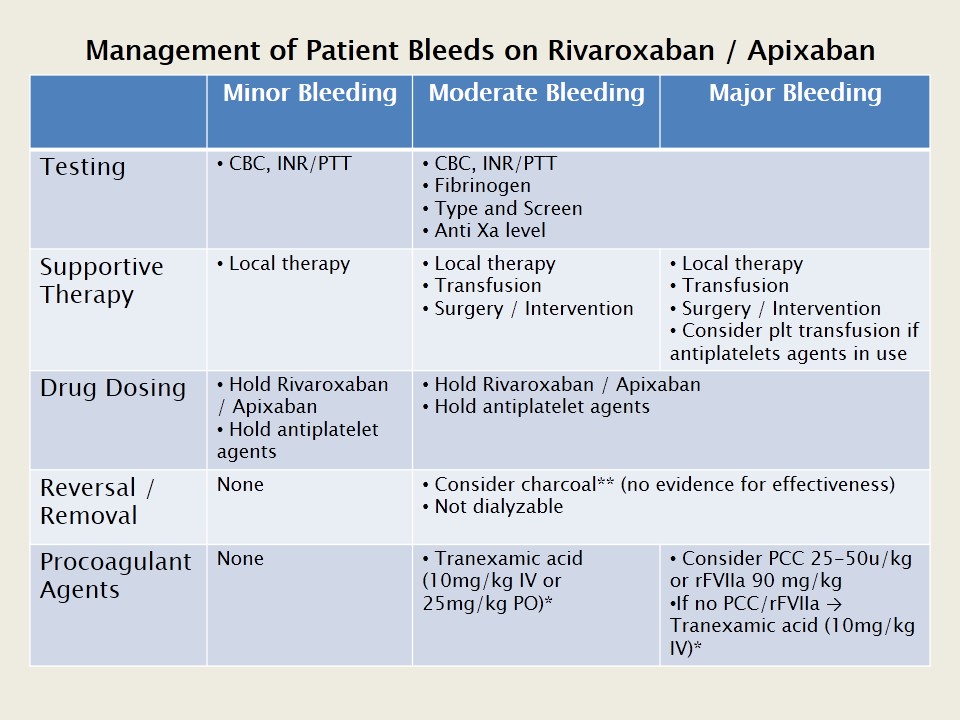 Management of Patient Bleeds on Rivaroxaban / Apixaban
Minor Bleeding
Moderate Bleeding
Major Bleeding
Testing
• CBC, INR/PTT
• CBC, INR/PTT
• Fibrinogen
• Type and Screen
• Anti Xa level
Supportive
Therapy
• Local therapy
• Local therapy
• Transfusion
• Surgery / Intervention
• Local therapy
• Transfusion
• Surgery / Intervention
• Consider plt transfusion if
antiplatelets agents in use
Drug Dosing
• Hold Rivaroxaban
/ Apixaban
• Hold antiplatelet
agents
• Hold Rivaroxaban / Apixaban
• Hold antiplatelet agents
Reversal /
Removal
None
• Consider charcoal** (no evidence for effectiveness)
• Not dialyzable
Procoagulant
Agents
None
• Tranexamic acid
(10mg/kg IV or
25mg/kg PO)*
• Consider PCC 25-50u/kg
or rFVIIa 90 mg/kg
•If no PCC/rFVIIa →
Tranexamic acid (10mg/kg
IV)*